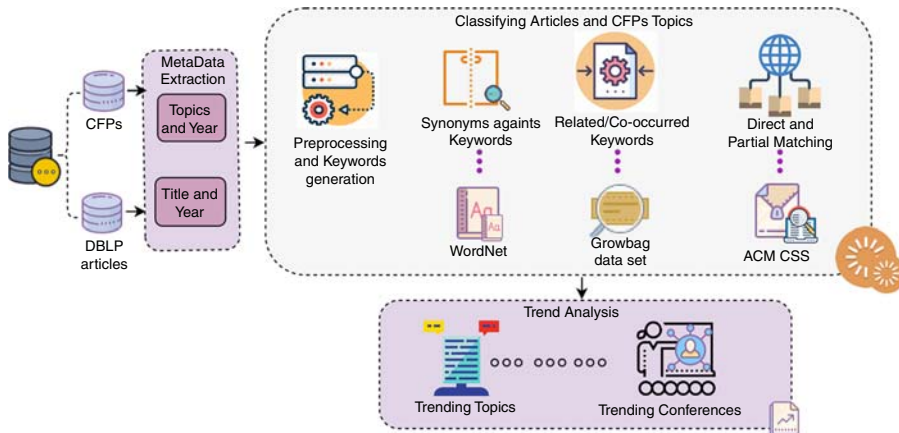 Classifying Articles and CFPs Topics
MetaData
Extraction
CFPs
Topics
and Year
Title and
Year
DBLP
articles
Preprocessing
and Keywords
generation
Synonyms againts
Keywords
Aa
WordNet
Related/Co-occurred
Keywords
Growbag
data set
Direct and
Partial Matching
ACM CSS
Trend Analysis
Trending Topics
Trending Conferences